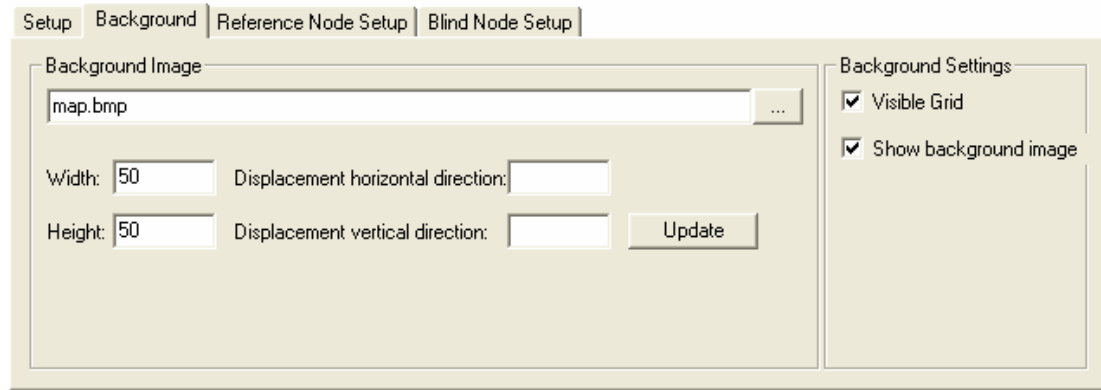 Setup Background Reference Node Setup Blind Node Setup
Background Image
map.bmp ...
Width: 50 Displacement horizontal direction:
Height: 50 Displacement vertical direction: Update
Background Settings
Visible Grid
Show background image